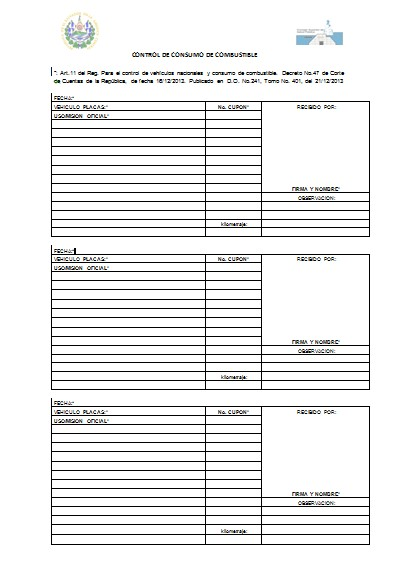 CONTROL DE CONSUMO DE COMBUSTIBLE
*: Art.11 del Reg. Para el control de vehículos nacionales y consumo de combustible. Decreto No.47 de Corte
de Cuentas de la República, de fecha 16/12/2013. Publicado en D.O. No.241, Tomo No. 401, del 21/12/2013
FECHA:*
VEHICULO PLACAS:* No. CUPON* RECIBIDO POR:
USO/MISION OFICIAL*
FIRMA Y NOMBRE*
OBSERVACION:
kilometraje:
FECHA:*
VEHICULO PLACAS:* No. CUPON* RECIBIDO POR:
USO/MISION OFICIAL*
FIRMA Y NOMBRE*
OBSERVACION:
kilometraje:
FECHA:*
VEHICULO PLACAS:* No. CUPON* RECIBIDO POR:
USO/MISION OFICIAL*
FIRMA Y NOMBRE*
OBSERVACION:
kilometraje: